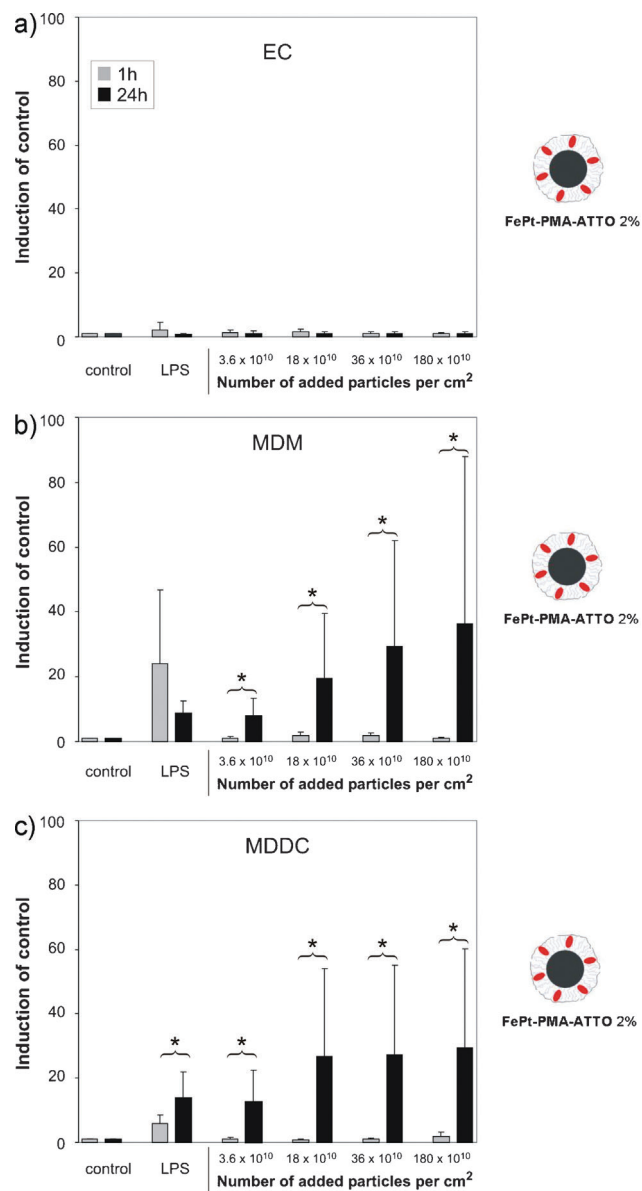 a)
EC
1h
24h
Induction of control
100
80
60
40
20
0
control
LPS
3.6 x 10¹⁰
18 x 10¹⁰
36 x 10¹⁰
180 x 10¹⁰
Number of added particles per cm²
FePt-PMA-ATTO 2%
b)
MDM
Induction of control
100
80
60
40
20
0
*
*
*
*
control
LPS
3.6 x 10¹⁰
18 x 10¹⁰
36 x 10¹⁰
180 x 10¹⁰
Number of added particles per cm²
FePt-PMA-ATTO 2%
c)
MDDC
Induction of control
100
80
60
40
20
0
*
*
*
*
*
control
LPS
3.6 x 10¹⁰
18 x 10¹⁰
36 x 10¹⁰
180 x 10¹⁰
Number of added particles per cm²
FePt-PMA-ATTO 2%